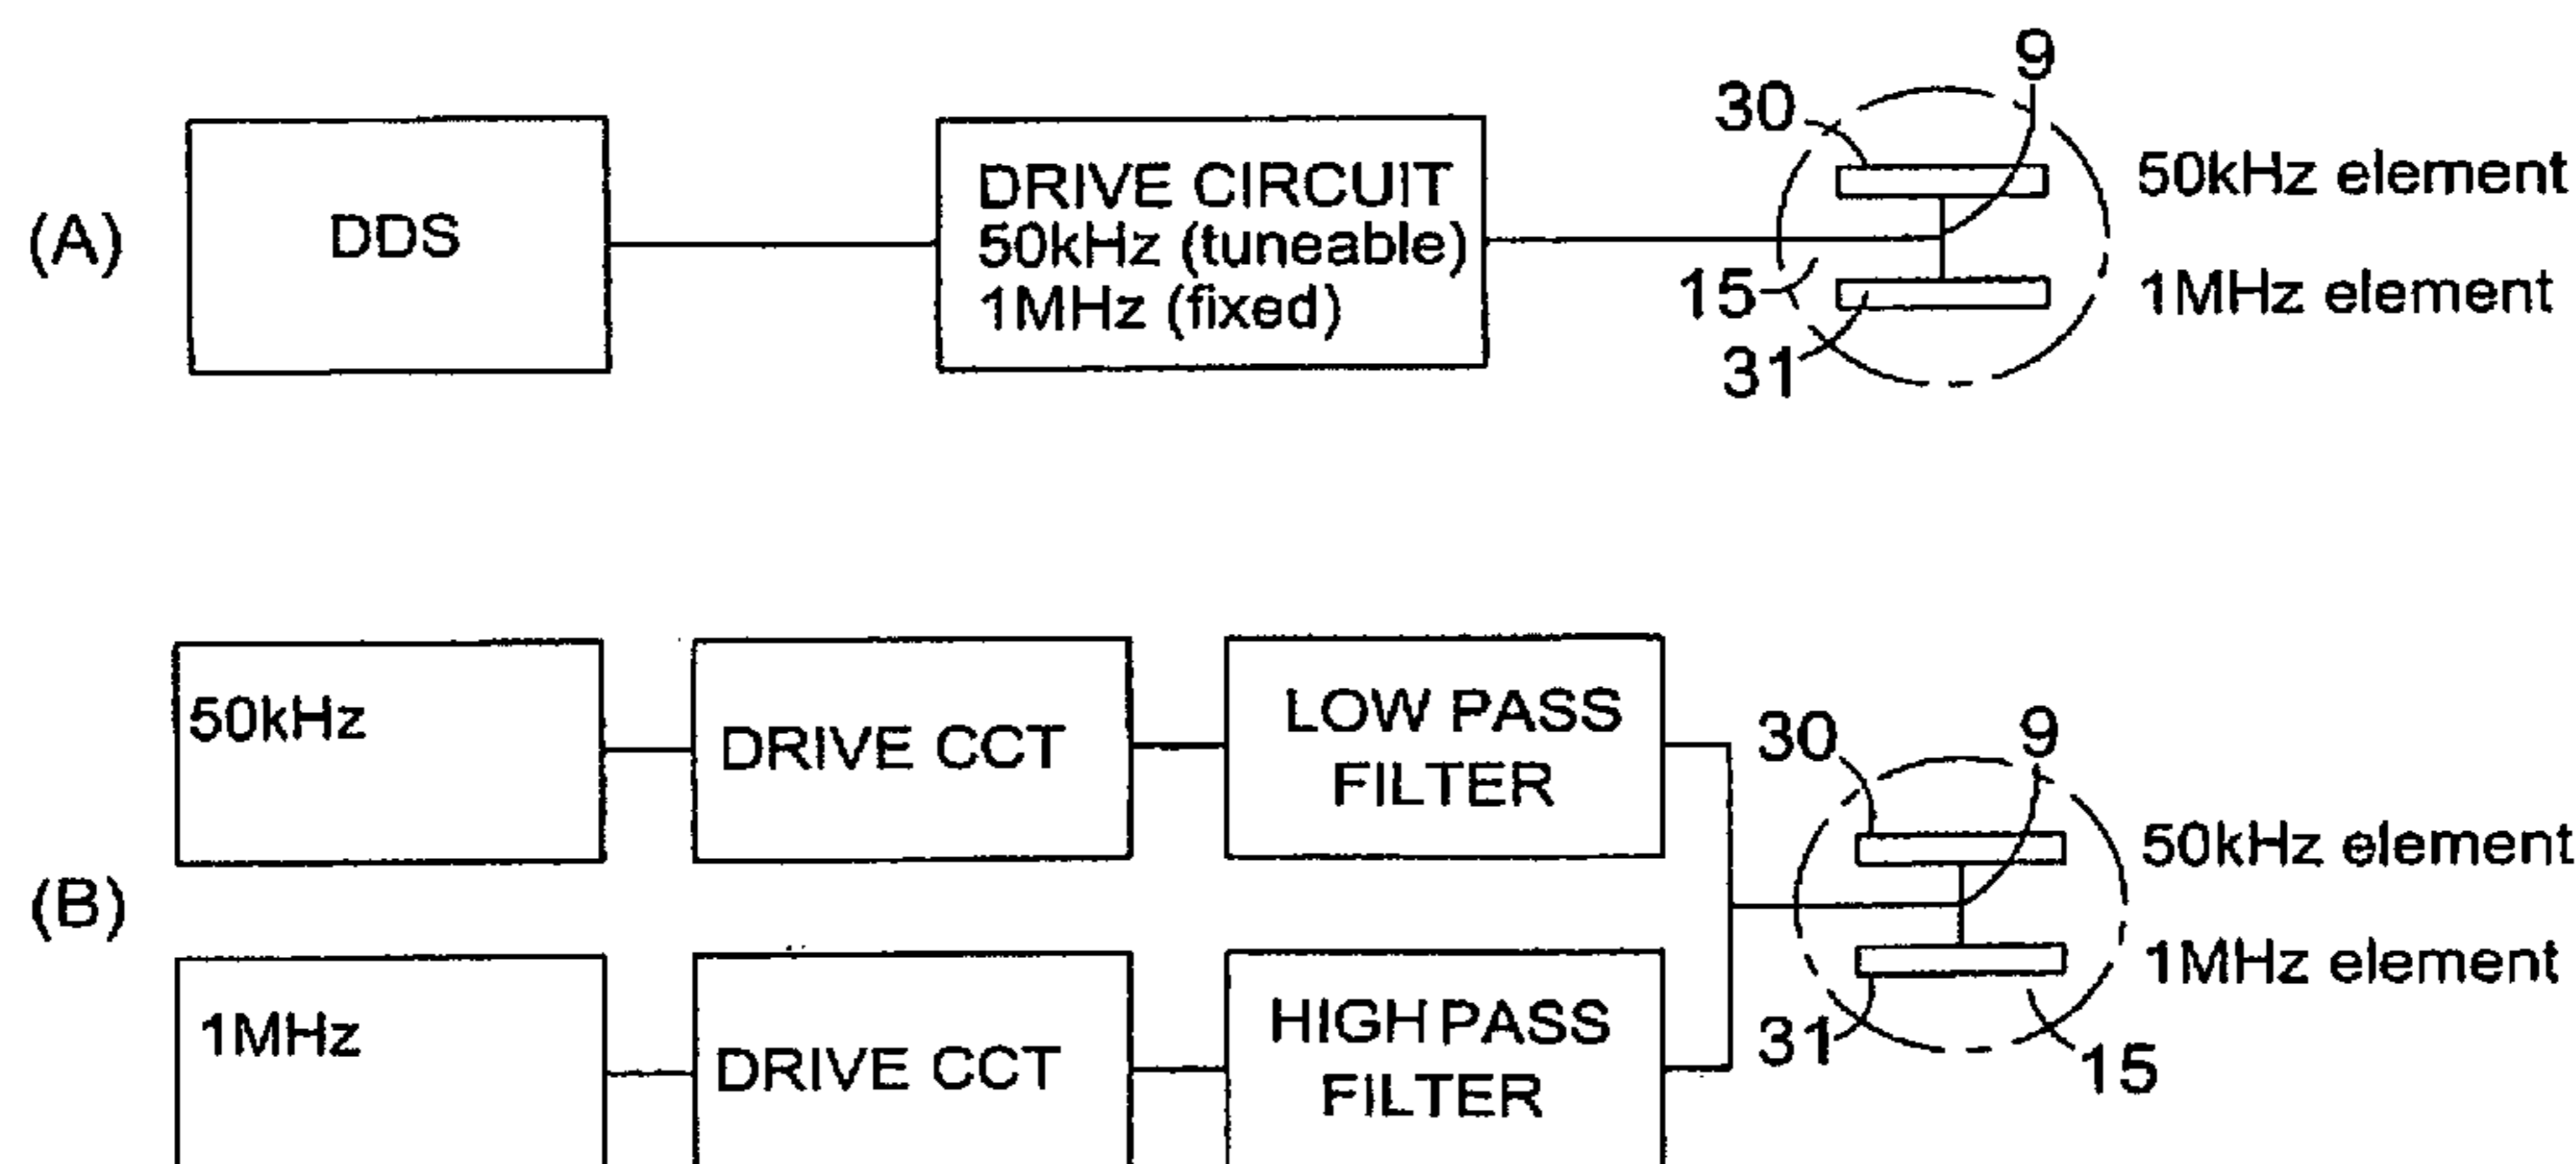 9
30
(A)
DDS
DRIVE CIRCUIT
50kHz (tuneable)
1MHz (fixed)
50kHz element
15
1MHz element
31
(B)
50kHz
DRIVE CCT
LOW PASS
FILTER
30
9
50kHz element
1MHz
DRIVE CCT
HIGH PASS
FILTER
1MHz element
31
15